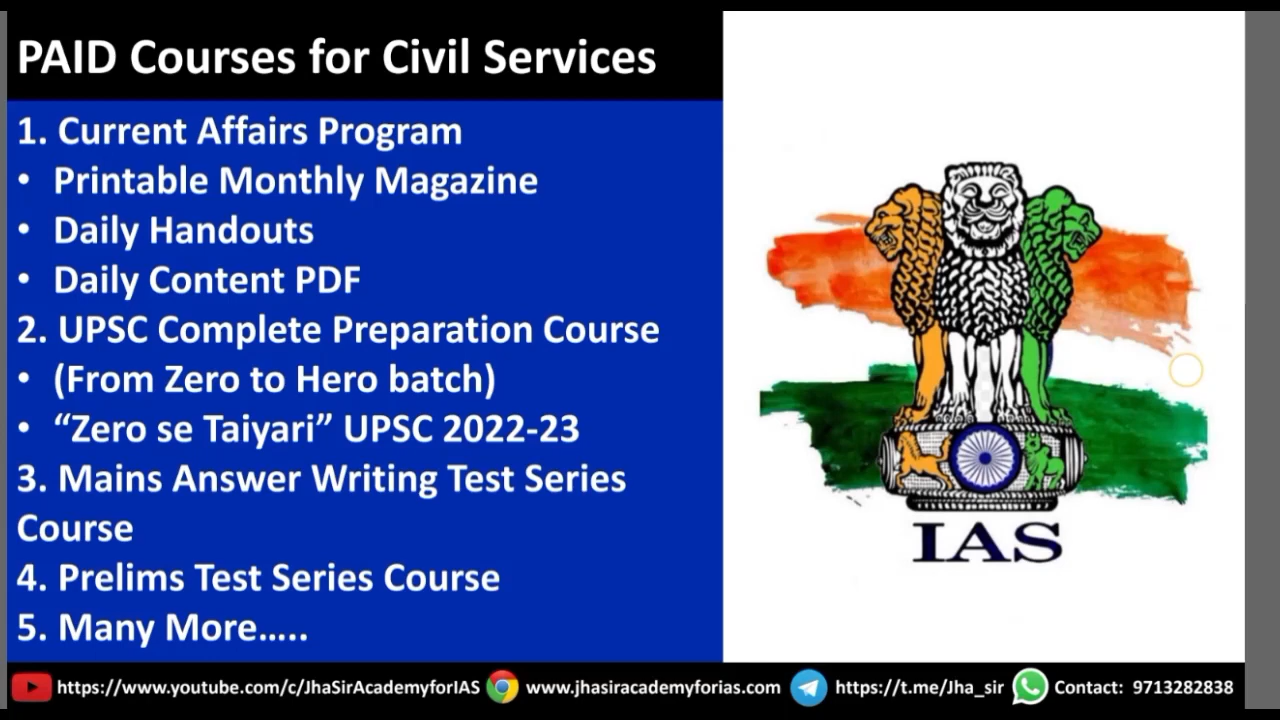 PAID Courses for Civil Services
1. Current Affairs Program
• Printable Monthly Magazine
• Daily Handouts
• Daily Content PDF
2. UPSC Complete Preparation Course
• (From Zero to Hero batch)
• “Zero se Taiyari” UPSC 2022-23
3. Mains Answer Writing Test Series
Course
4. Prelims Test Series Course
5. Many More.....
IAS
https://www.youtube.com/c/JhaSirAcademyforIAS www.jhasiracademyforias.com https://t.me/Jha_sir Contact: 9713282838